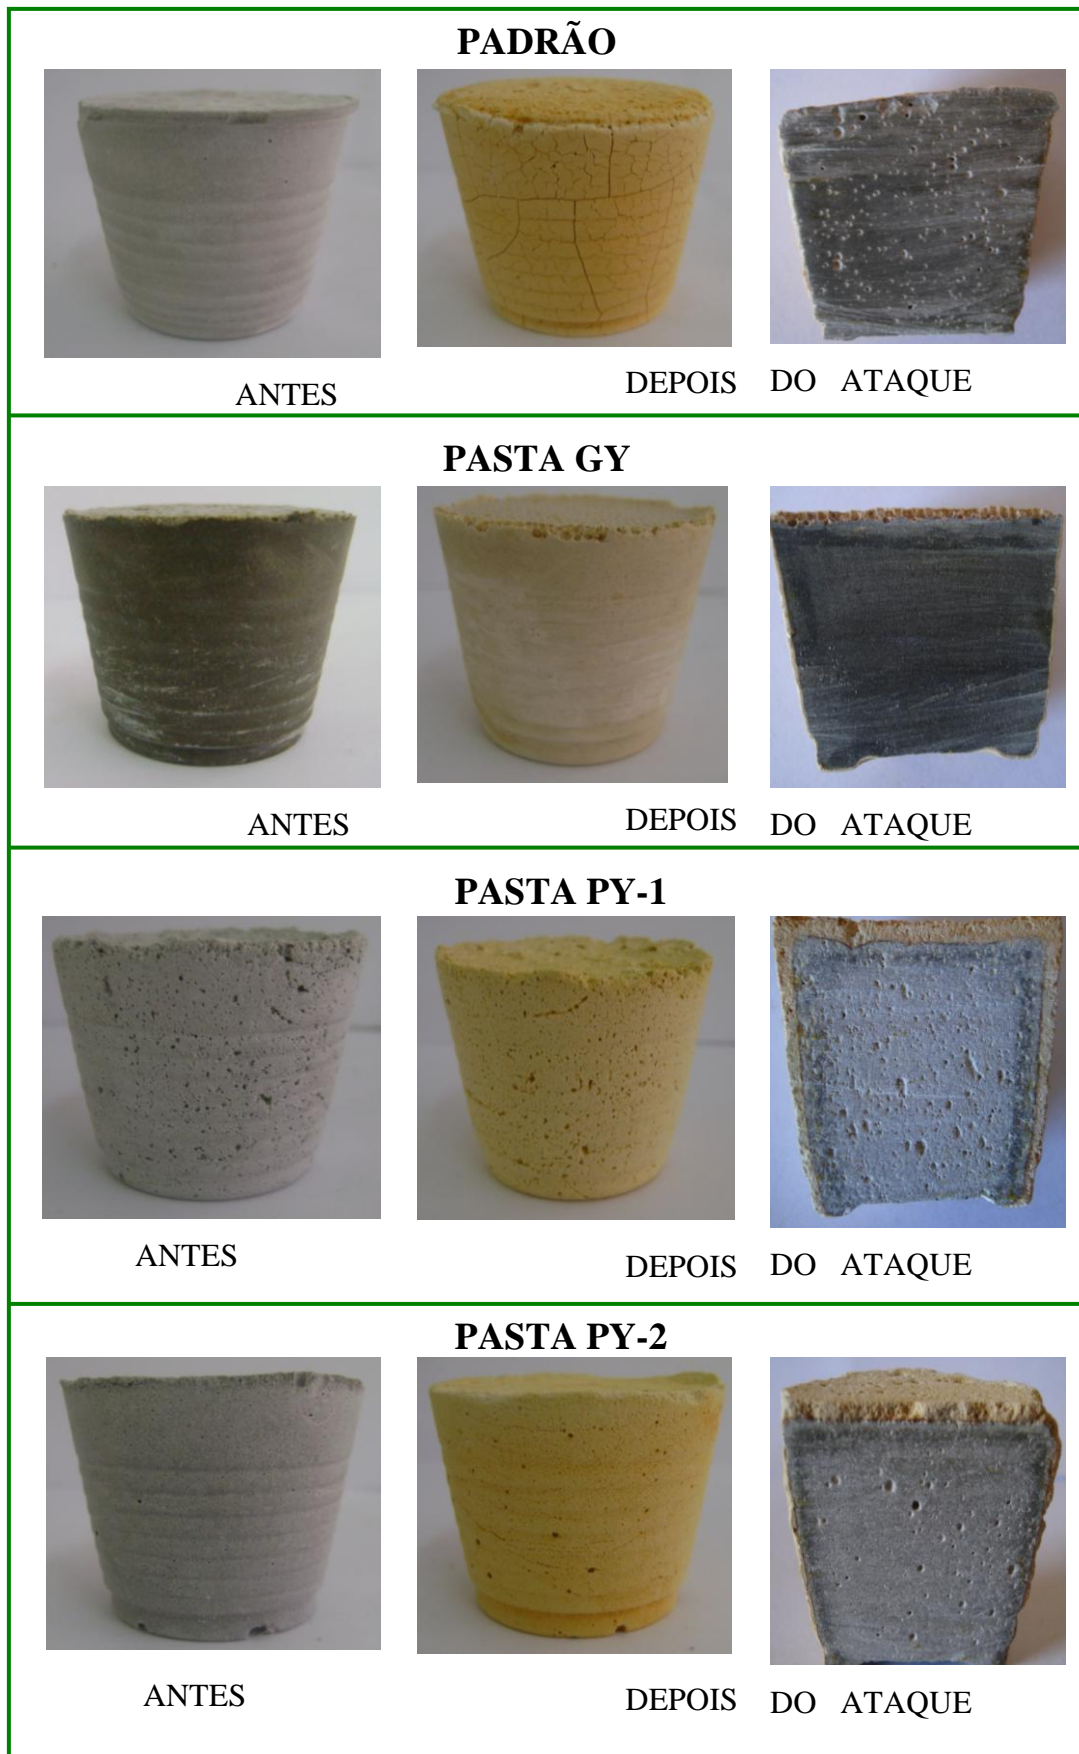 PADRÃO
ANTES DEPOIS DO ATAQUE
PASTA GY
ANTES DEPOIS DO ATAQUE
PASTA PY-1
ANTES DEPOIS DO ATAQUE
PASTA PY-2
ANTES DEPOIS DO ATAQUE